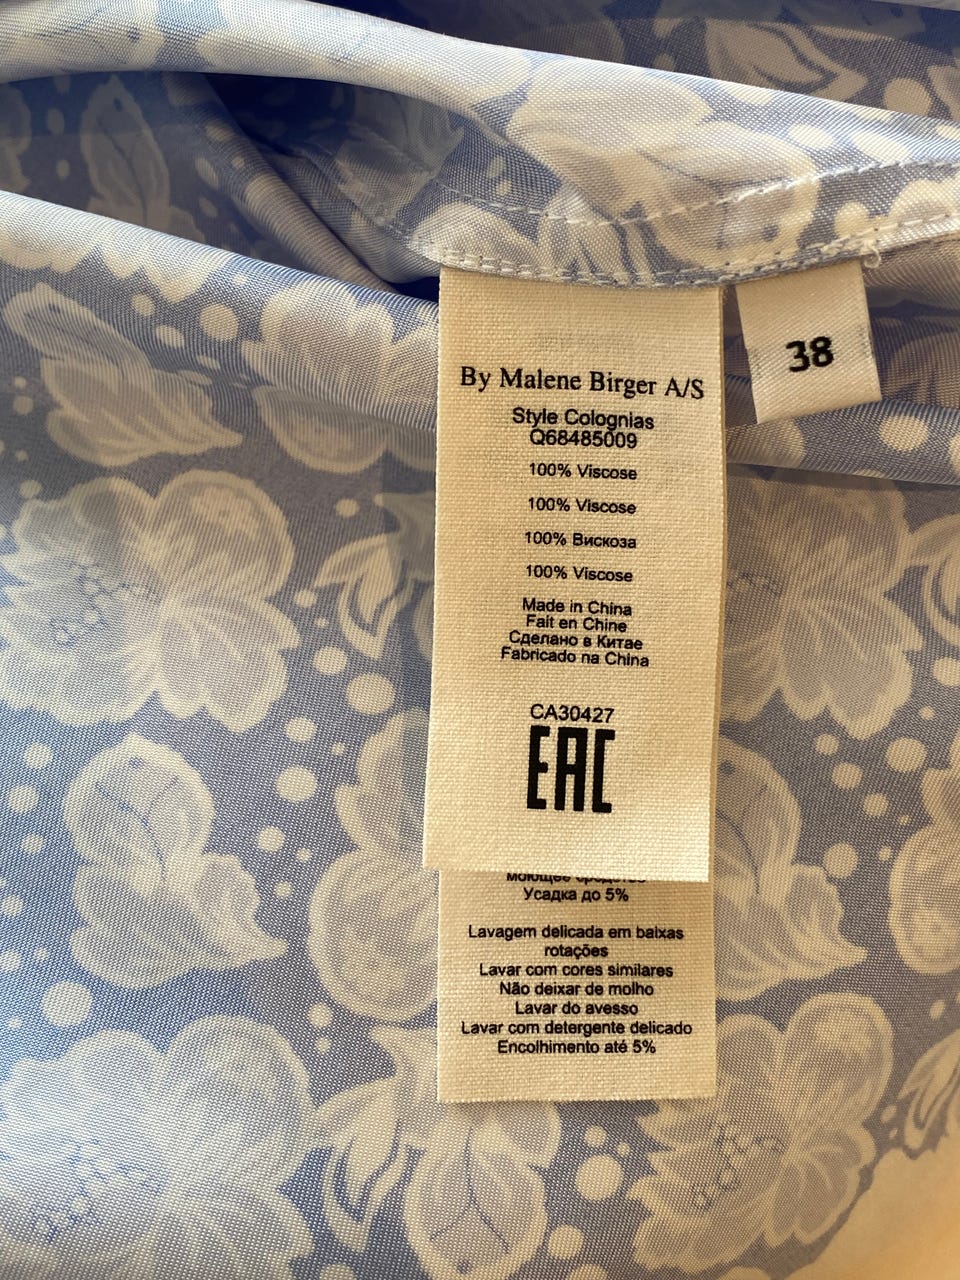 By Malene Birger A/S
Style Colognias
Q68485009
100% Viscose
100% Viscose
100% Вискоза
100% Viscose
Made in China
Fait en Chine
Сделано в Китае
Fabricado na China
CA30427
EAC
38
моющее
Усадка до 5%
Lavagem delicada em baixas
rotações
Lavar com cores similares
Não deixar de molho
Lavar do avesso
Lavar com detergente delicado
Encolhimento até 5%